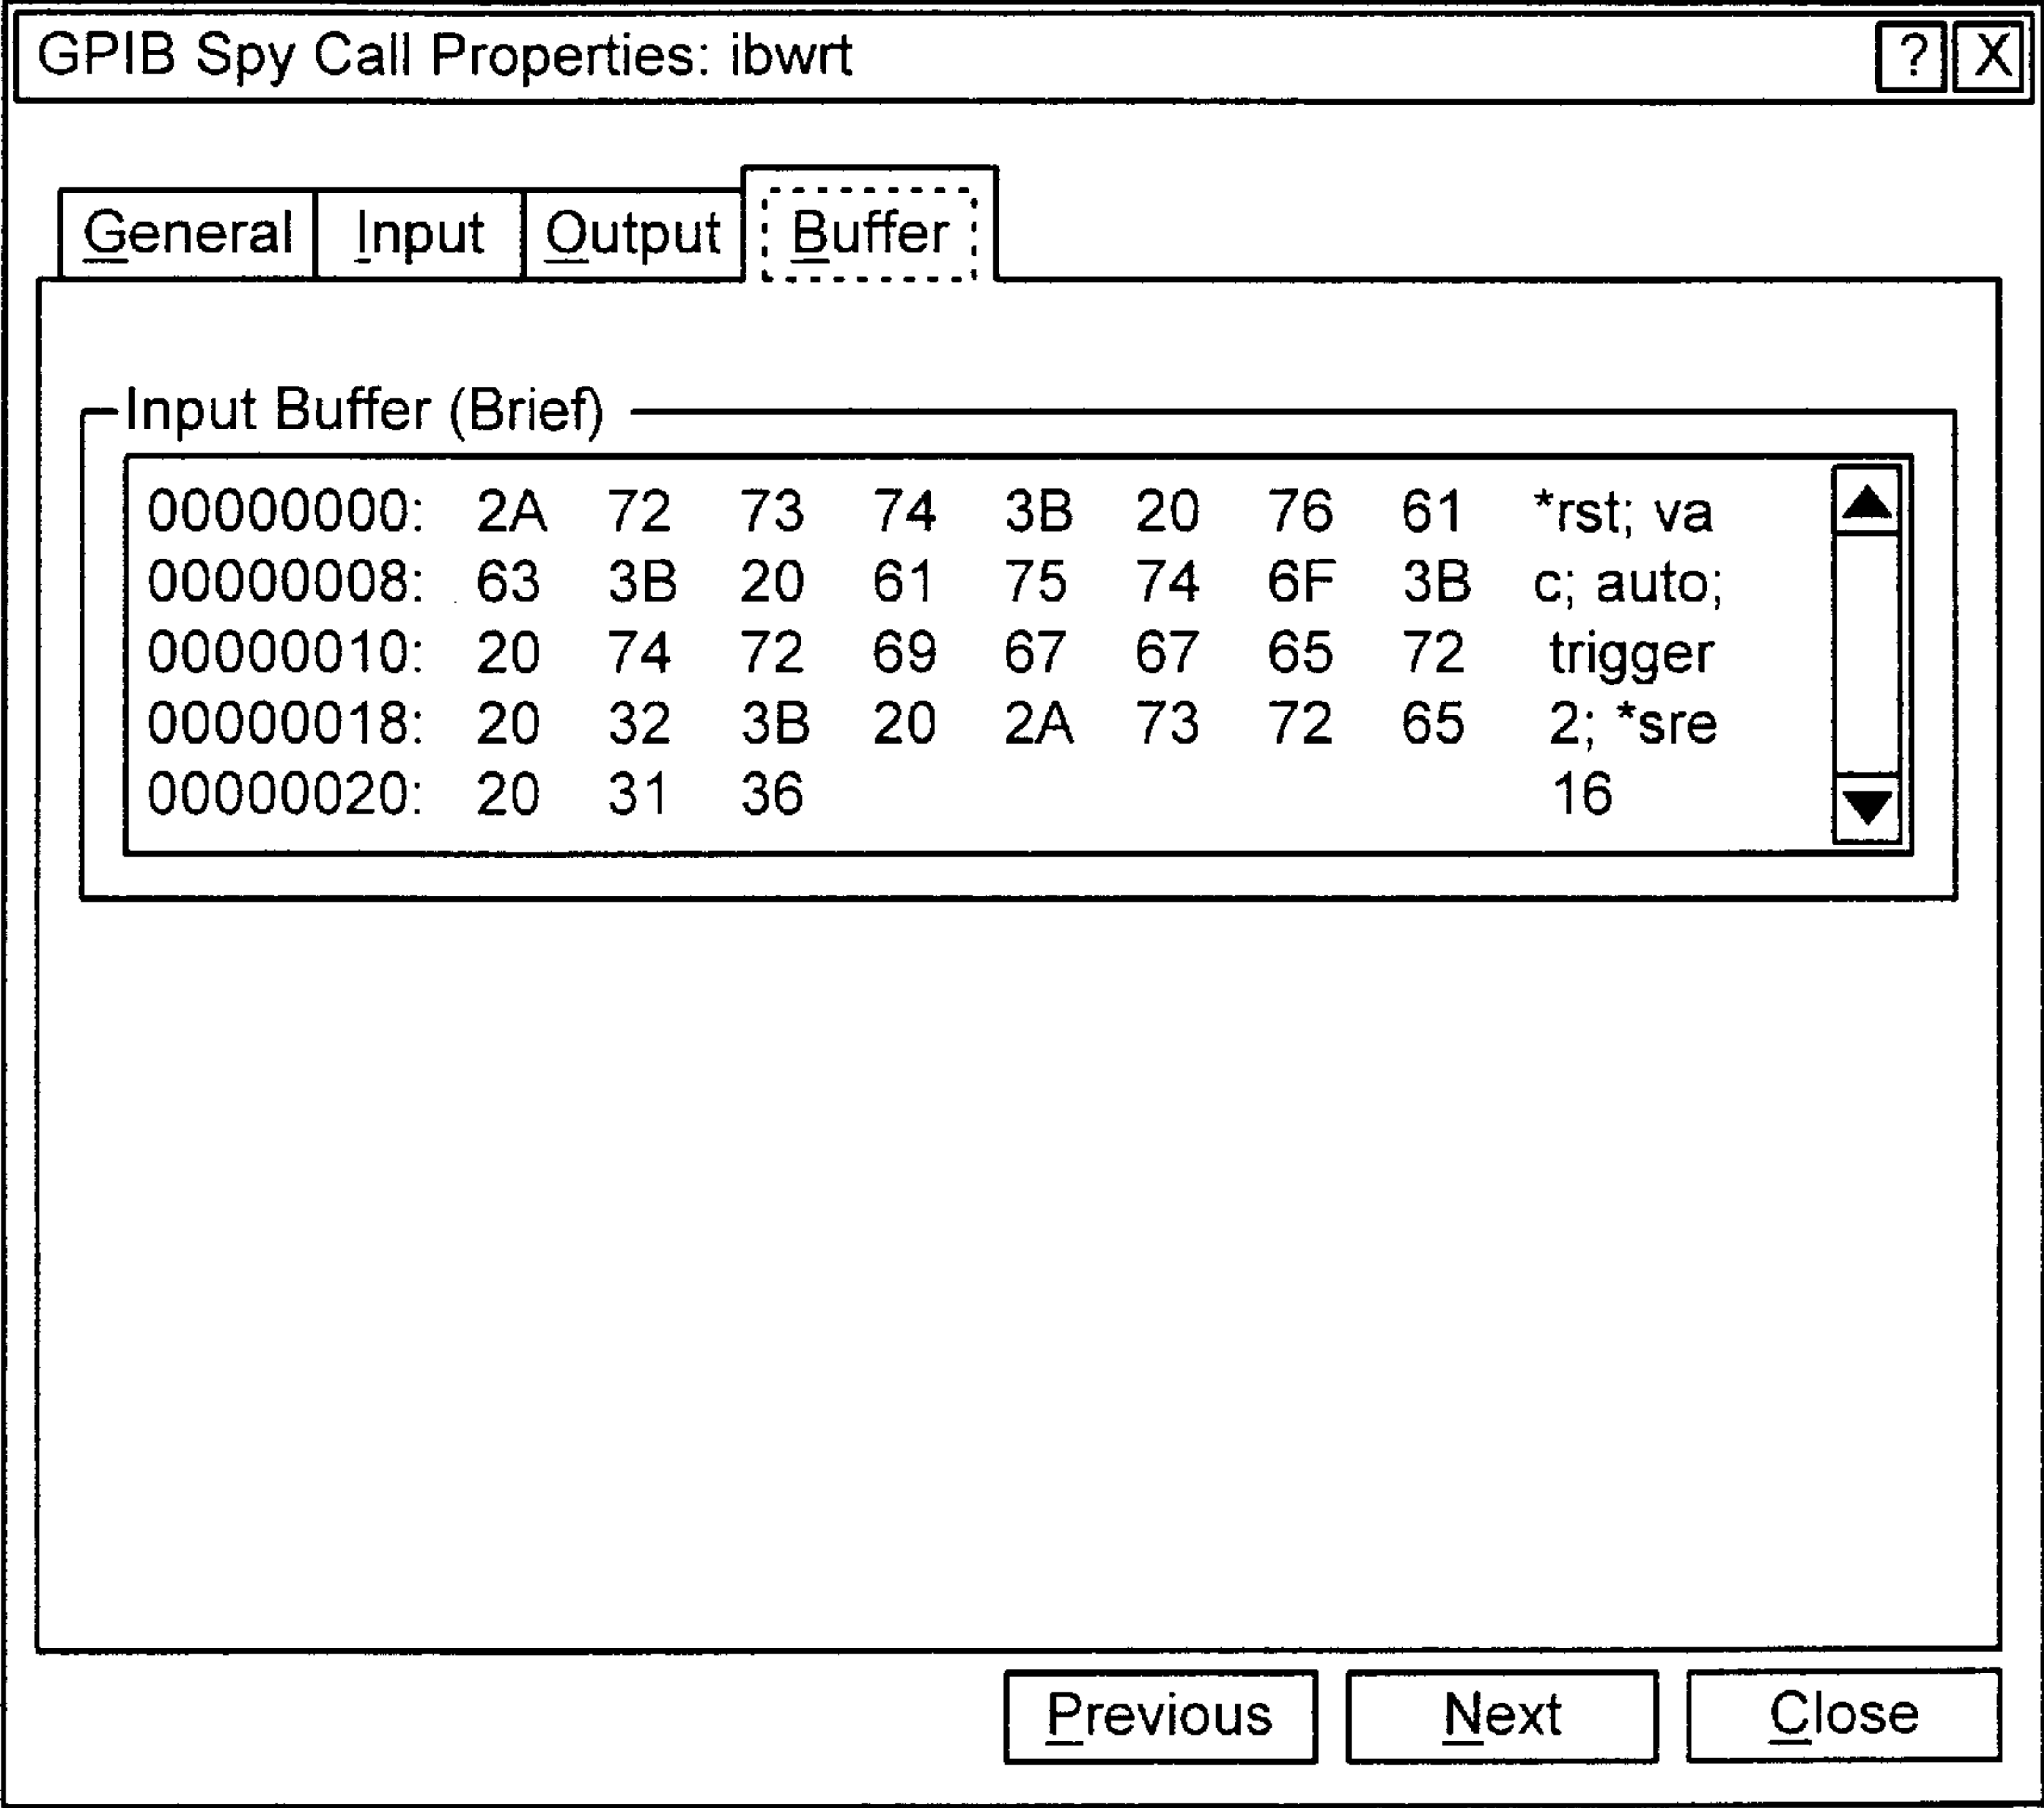 GPIB Spy Call Properties: ibwrt ? X
General Input Output Buffer
Input Buffer (Brief)
00000000: 2A 72 73 74 3B 20 76 61 *rst; va
00000008: 63 3B 20 61 75 74 6F 3B c; auto;
00000010: 20 74 72 69 67 67 65 72 trigger
00000018: 20 32 3B 20 2A 73 72 65 2; *sre
00000020: 20 31 36 16
Previous Next Close